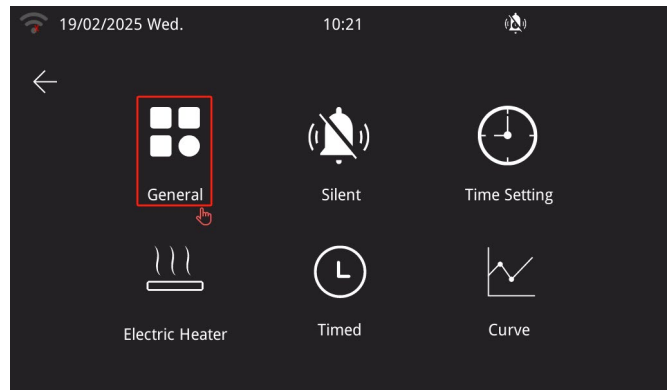 19/02/2025 Wed. 10:21
General Silent Time Setting
Electric Heater Timed Curve